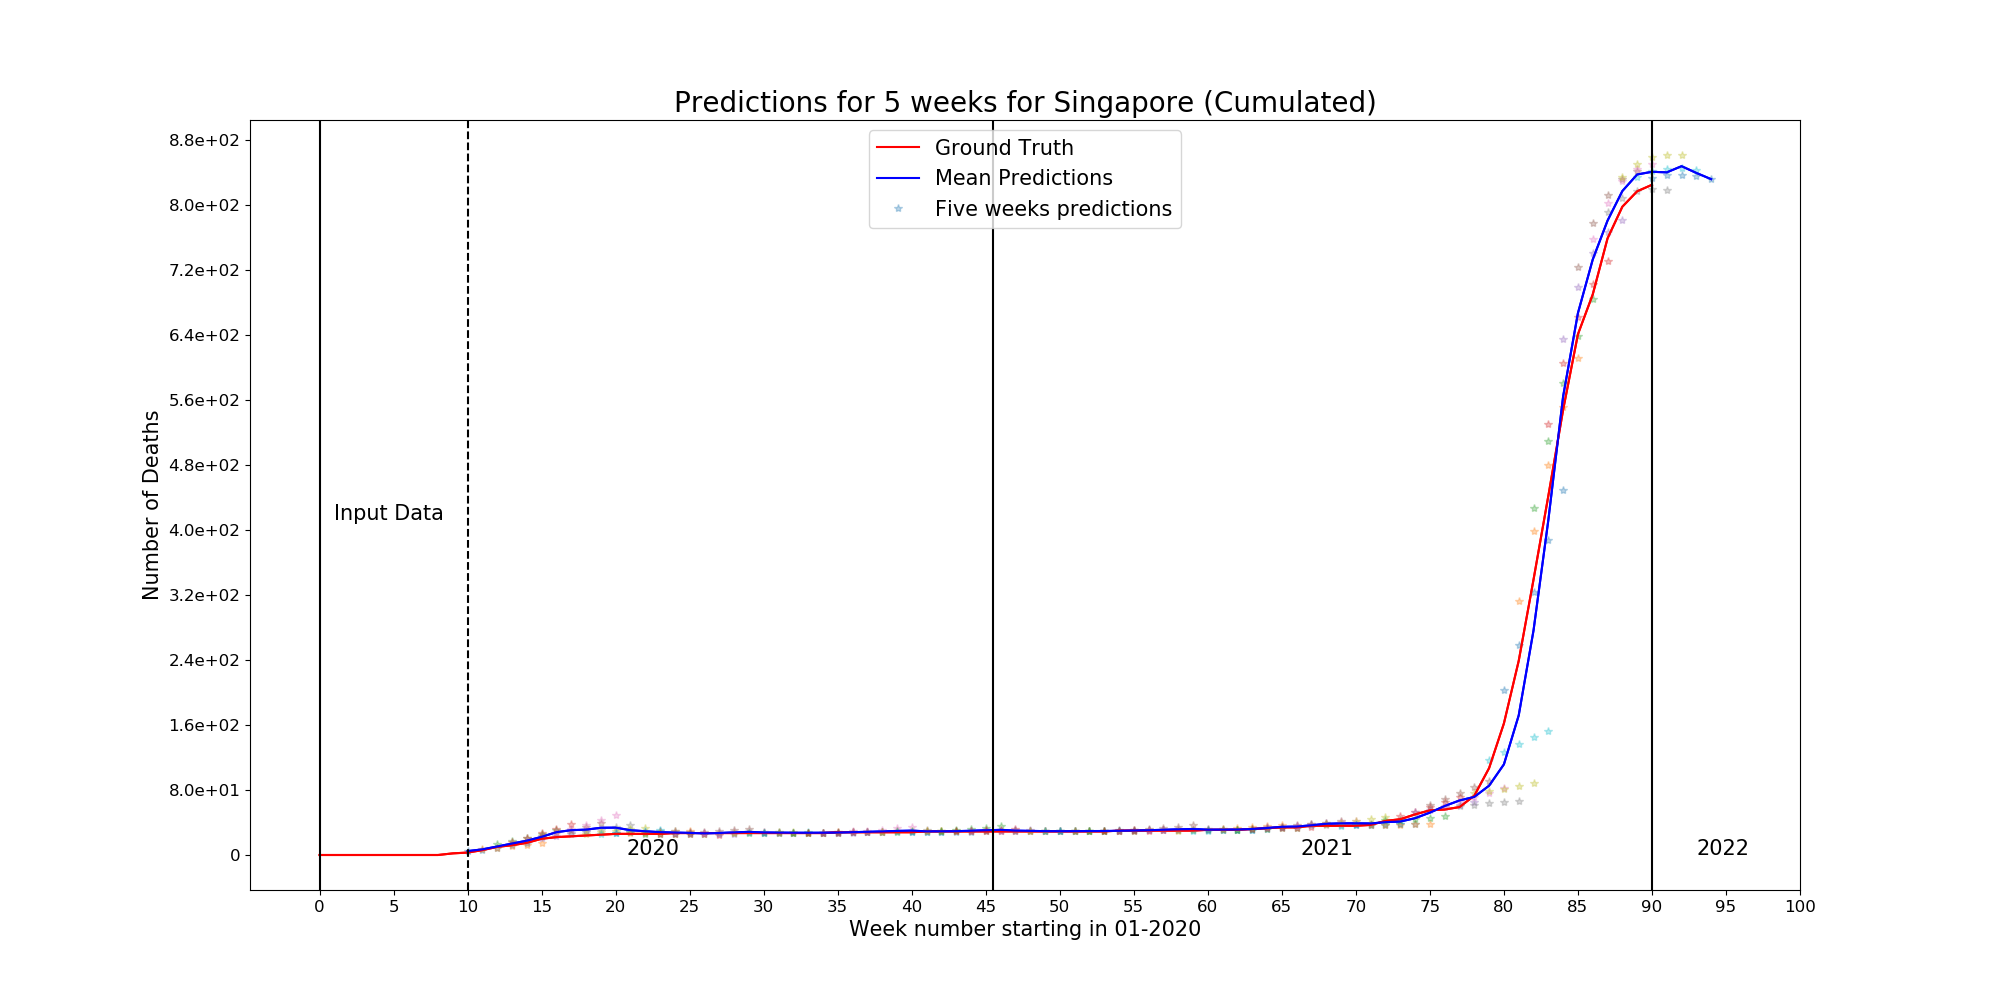 Predictions for 5 weeks for Singapore (Cumulated)
Ground Truth
Mean Predictions
Five weeks predictions
8.8e+02
8.0e+02
7.2e+02
6.4e+02
5.6e+02
4.8e+02
4.0e+02
3.2e+02
2.4e+02
1.6e+02
8.0e+01
0
Number of Deaths
Input Data
2020 2021 2022
0 5 10 15 20 25 30 35 40 45 50 55 60 65 70 75 80 85 90 95 100
Week number starting in 01-2020